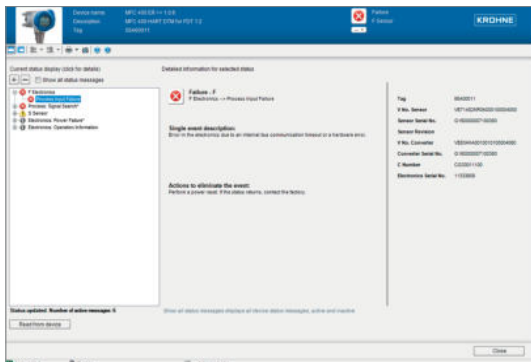 Device name MFC 400
Description MFC 400 HART DTM for FDT 1.2
Tag
Failure
F Sensor
KROHNE
Current status display (click for details)
Detailed information for selected status
Show all status messages
F Electronics
Process Input Failure
Process: Signal Search*
S Sensor
Electronics: Power Failure*
Electronics: Operation Information
Failure - F
F Electronics --> Process Input Failure
Single event description:
Error in the electronics due to an internal bus communication timeout or a hardware error.
Actions to eliminate the event:
Perform a power reset. If the status returns, contact the factory.
Tag
V No. Sensor
Sensor Serial No.
Sensor Revision
V No. Converter
Converter Serial No.
C Number
Electronics Serial No.
Status updated. Number of active messages: 6
Show all status messages displays all device status messages, active and inactive
Read from device
Close